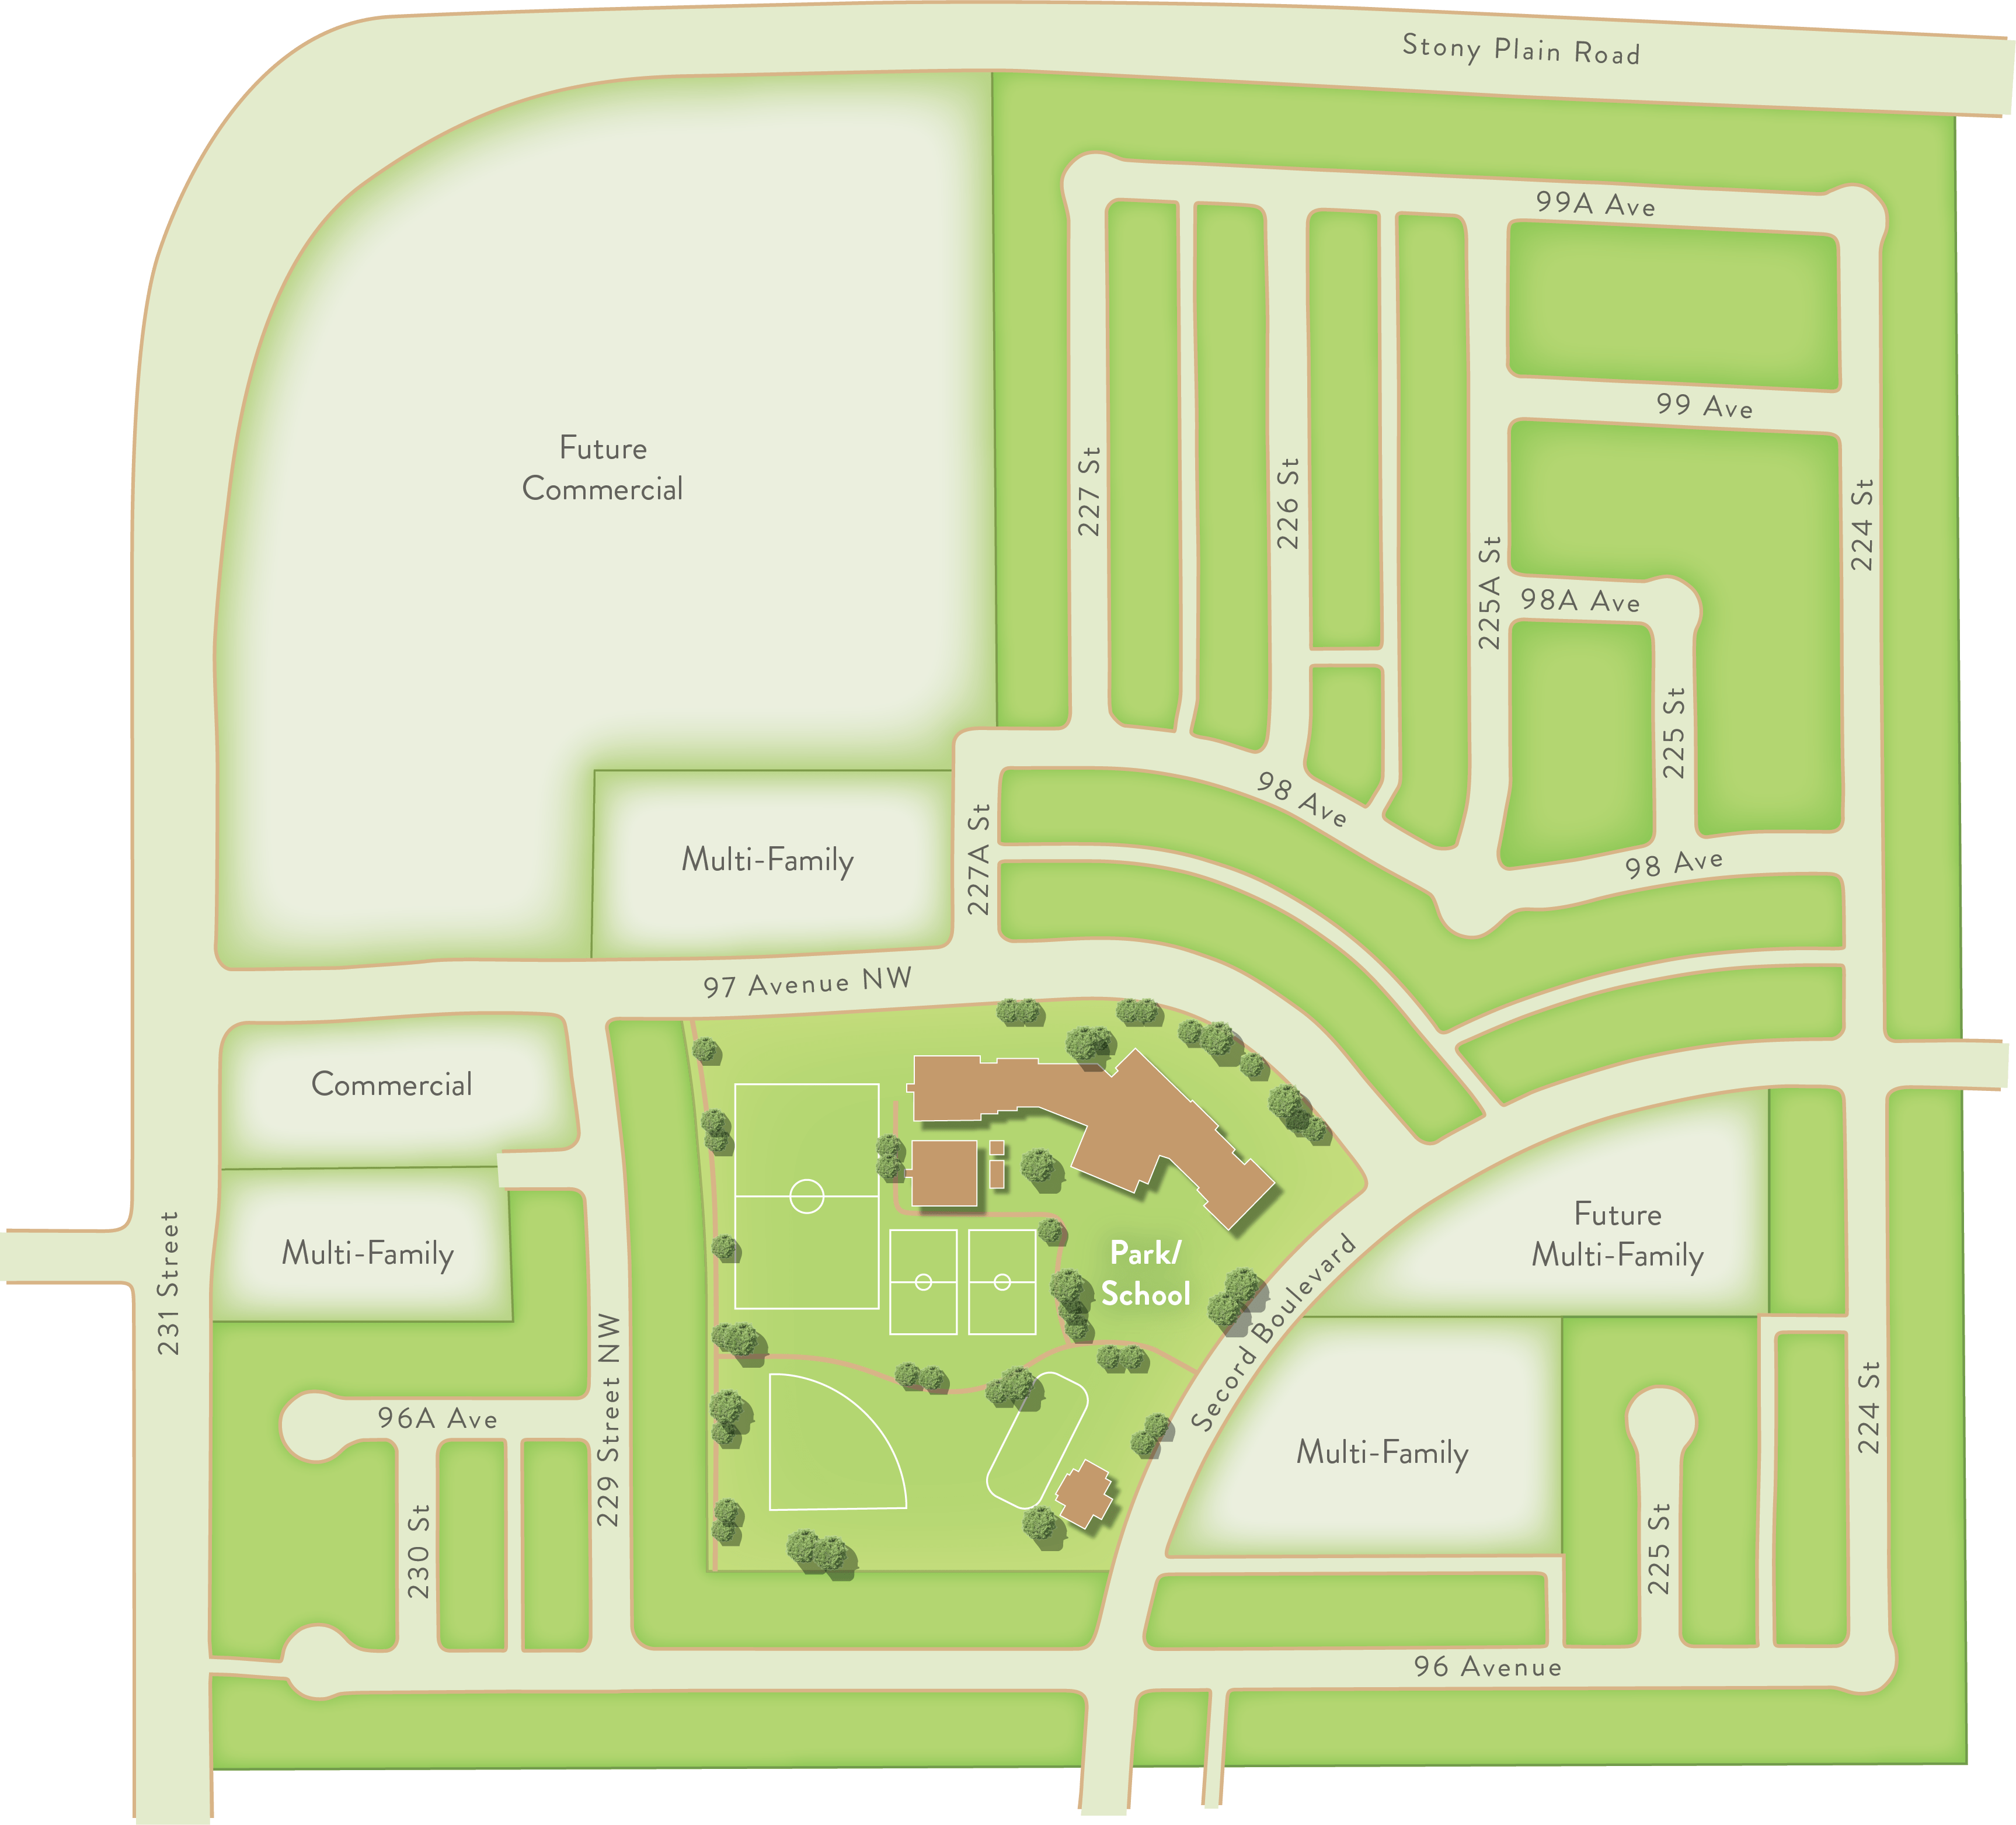 Stony Plain Road
99A Ave
99 Ave
Future
Commercial
227 St
226 St
224 St
225A St
98A Ave
225 St
98 Ave
98 Ave
227A St
Multi-Family
97 Avenue NW
Commercial
Multi-Family
231 Street
Park/
School
Future
Multi-Family
Secord Boulevard
229 Street NW
96A Ave
230 St
Multi-Family
225 St
224 St
96 Avenue